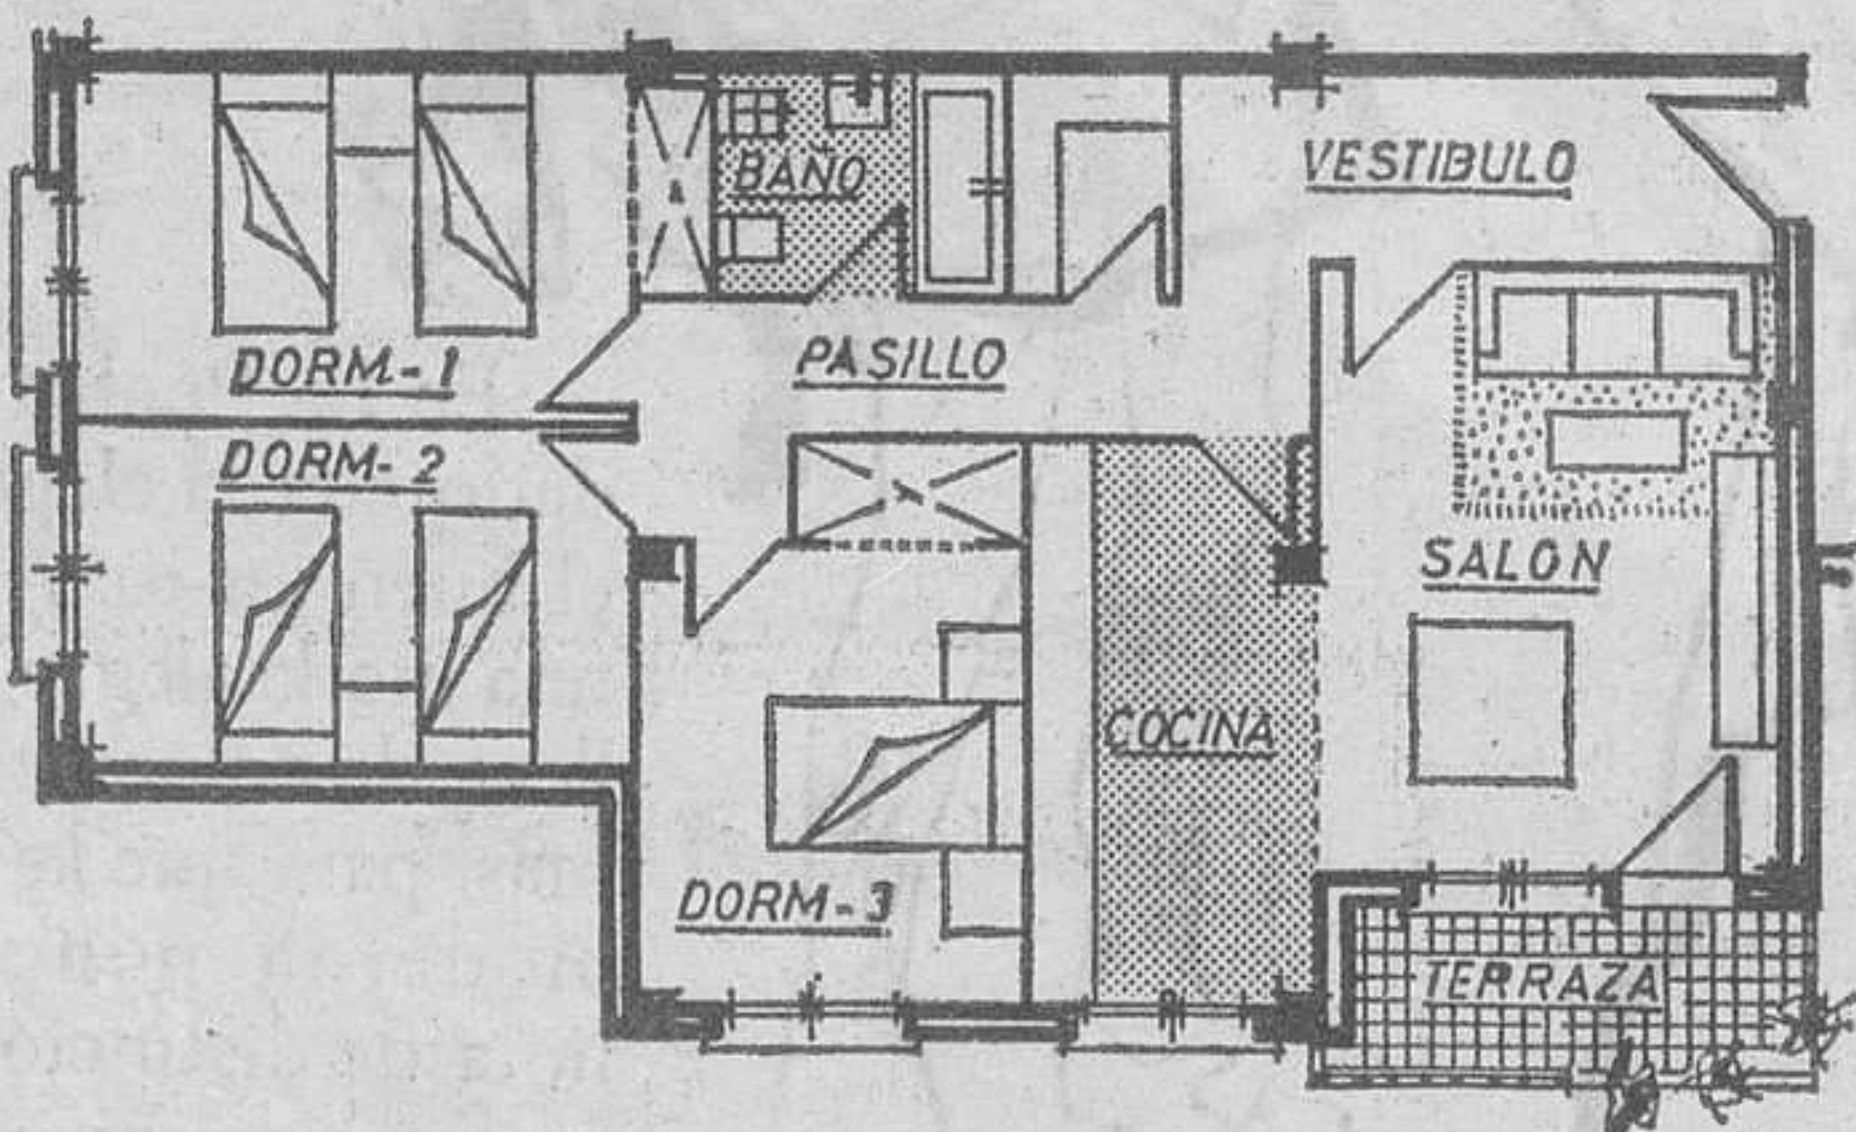 BAÑO
VESTIBULO
DORM-1
PASILLO
DORM-2
SALON
COCINA
DORM-3
TERRAZA